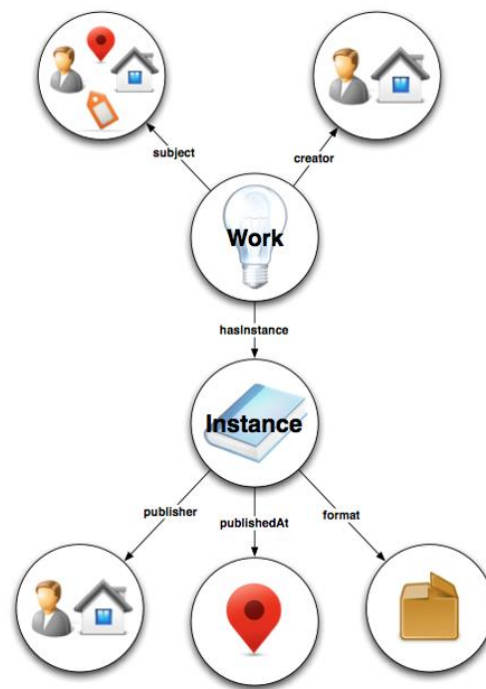 subject
creator
Work
hasInstance
Instance
publisher
publishedAt
format